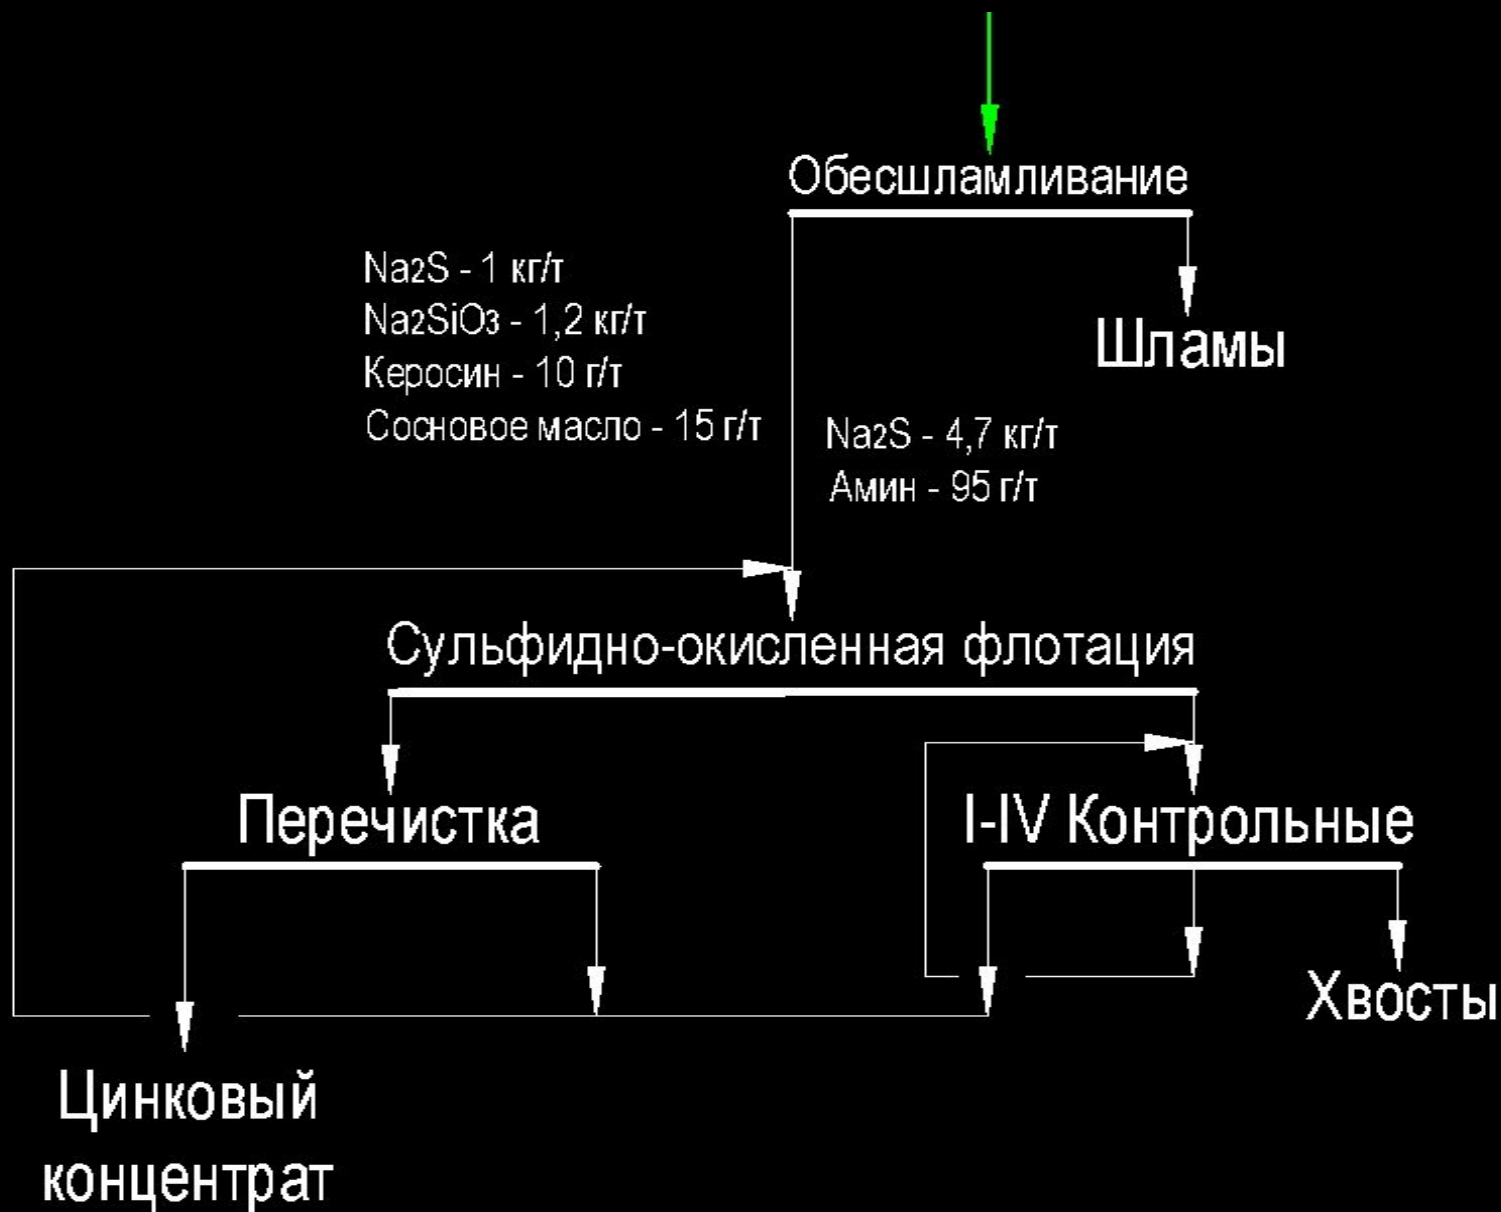 Обесшламливание
Na2S - 1 кг/т
Na2SiO3 - 1,2 кг/т
Керосин - 10 г/т
Сосновое масло - 15 г/т
Шламы
Na2S - 4,7 кг/т
Амин - 95 г/т
Сульфидно-окисленная флотация
Перечистка
I-IV Контрольные
Хвосты
Цинковый
концентрат